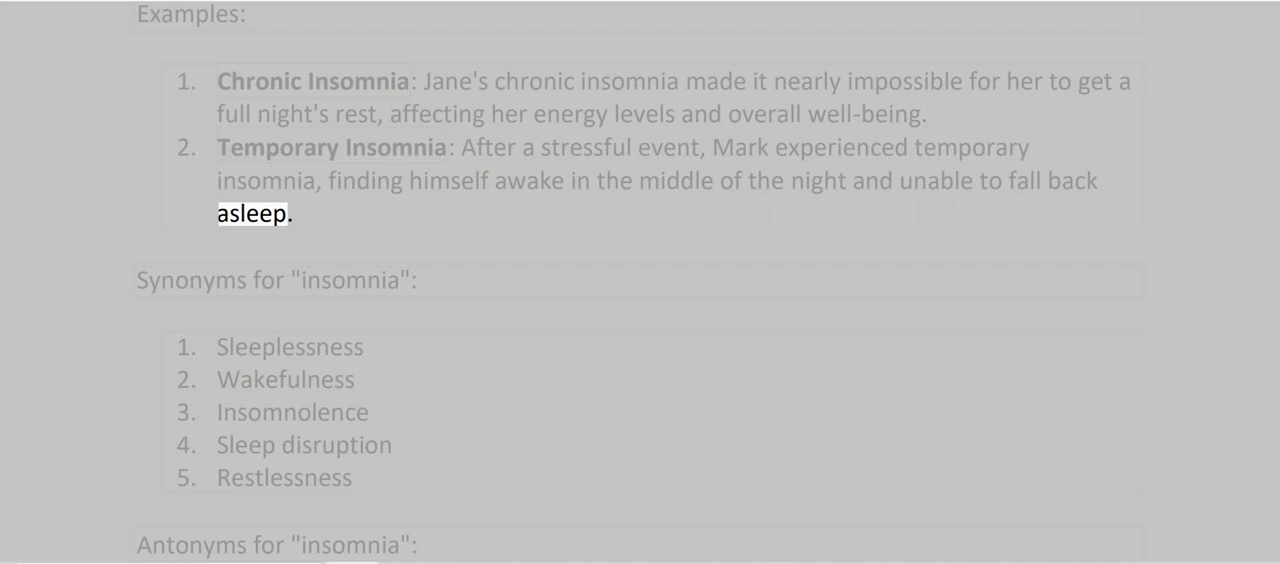 Examples:
1. Chronic Insomnia: Jane's chronic insomnia made it nearly impossible for her to get a
full night's rest, affecting her energy levels and overall well-being.
2. Temporary Insomnia: After a stressful event, Mark experienced temporary
insomnia, finding himself awake in the middle of the night and unable to fall back
asleep.
Synonyms for "insomnia":
1. Sleeplessness
2. Wakefulness
3. Insomnolence
4. Sleep disruption
5. Restlessness
Antonyms for "insomnia":